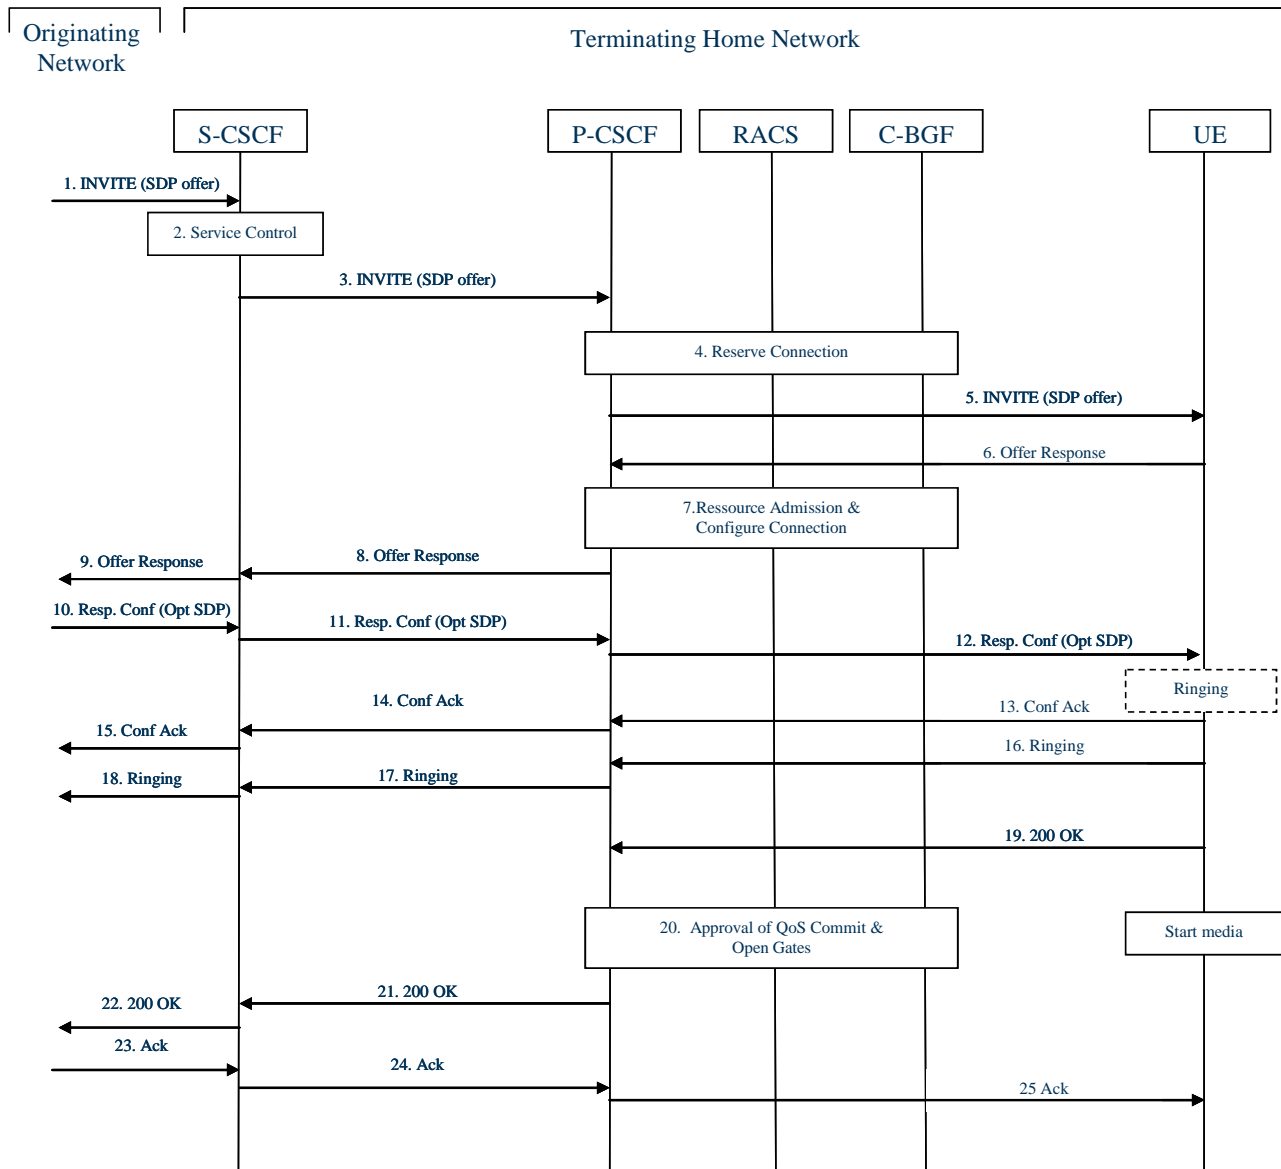 Originating
Network
Terminating Home Network
S-CSCF
P-CSCF
RACS
C-BGF
UE
1. INVITE (SDP offer)
2. Service Control
3. INVITE (SDP offer)
4. Reserve Connection
5. INVITE (SDP offer)
6. Offer Response
7.Ressource Admission &
Configure Connection
8. Offer Response
9. Offer Response
10. Resp. Conf (Opt SDP)
11. Resp. Conf (Opt SDP)
12. Resp. Conf (Opt SDP)
Ringing
13. Conf Ack
14. Conf Ack
15. Conf Ack
16. Ringing
17. Ringing
18. Ringing
19. 200 OK
20. Approval of QoS Commit &
Open Gates
Start media
21. 200 OK
22. 200 OK
23. Ack
24. Ack
25 Ack